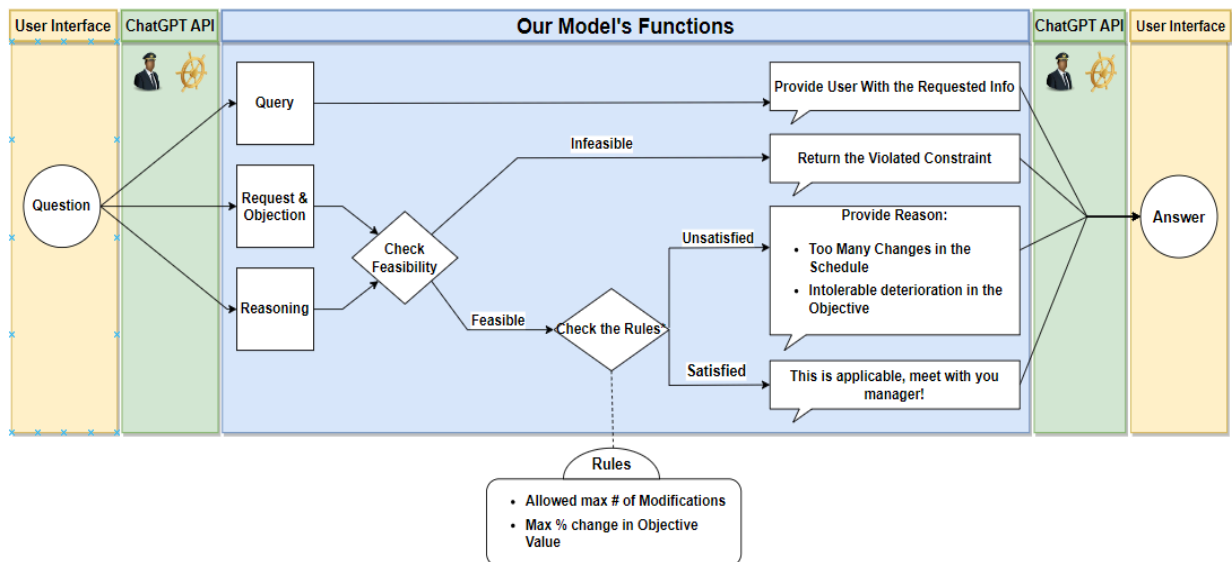 User Interface
ChatGPT API
Our Model's Functions
ChatGPT API
User Interface
Query
Provide User With the Requested Info
Infeasible
Return the Violated Constraint
Question
Request &
Objection
Check
Feasibility
Answer
Provide Reason:
Unsatisfied
• Too Many Changes in the
Schedule
• Intolerable deterioration in the
Objective
Reasoning
Feasible
Check the Rules*
Satisfied
This is applicable, meet with you
manager!
Rules
• Allowed max # of Modifications
• Max % change in Objective
Value